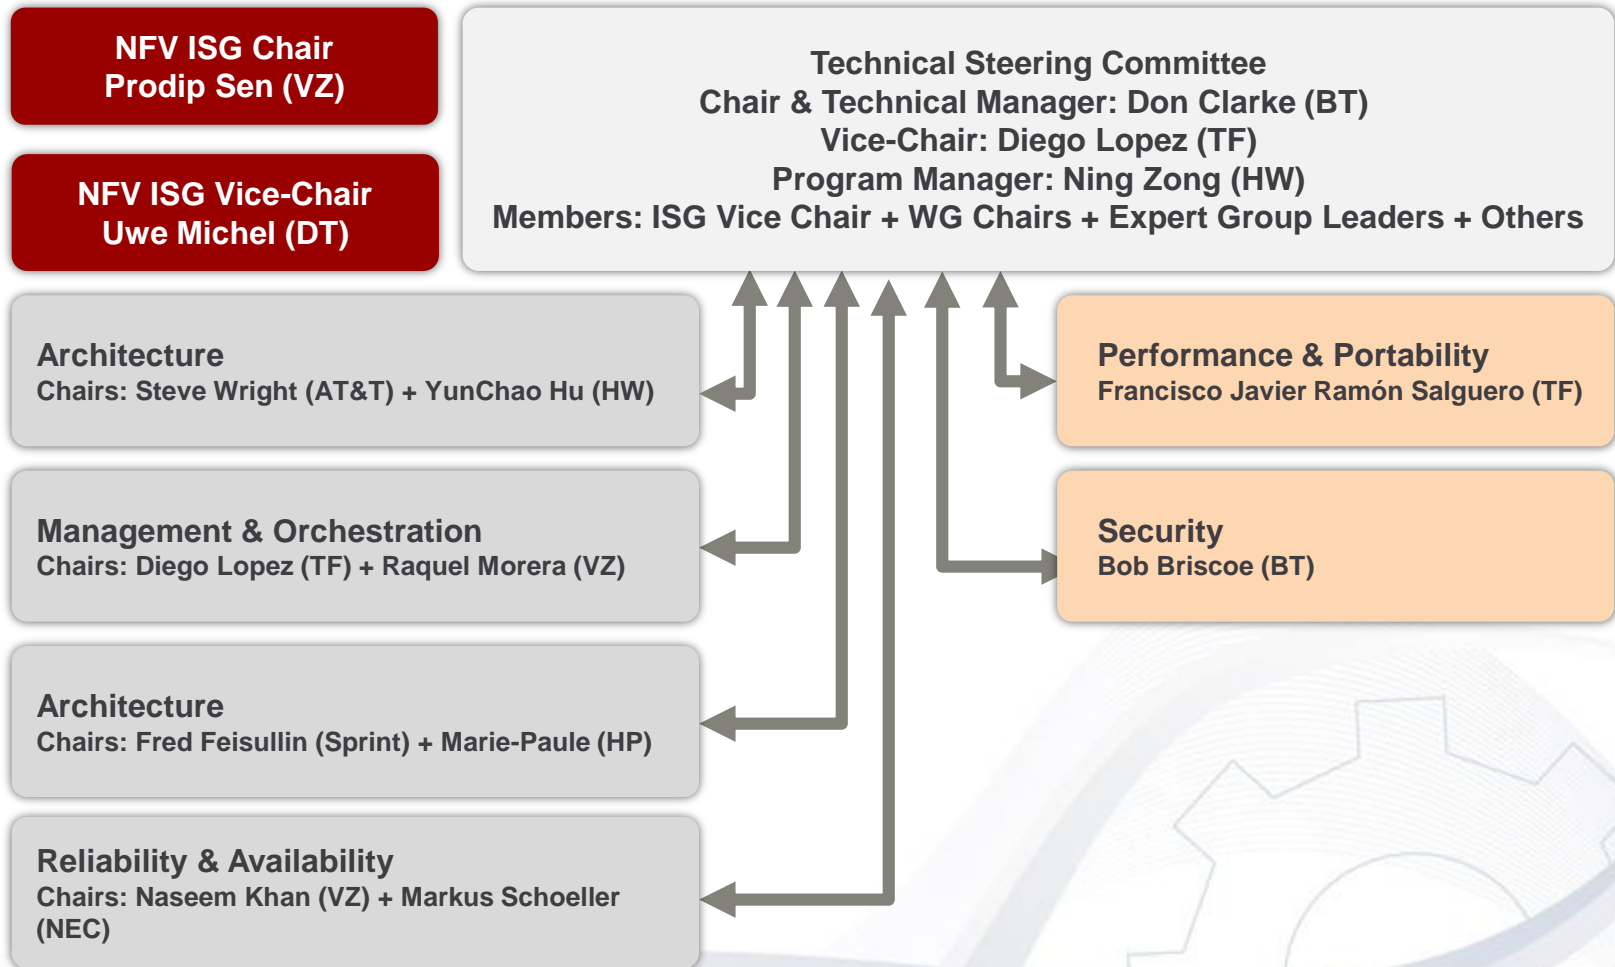 NFV ISG Chair
Prodip Sen (VZ)
NFV ISG Vice-Chair
Uwe Michel (DT)
Technical Steering Committee
Chair & Technical Manager: Don Clarke (BT)
Vice-Chair: Diego Lopez (TF)
Program Manager: Ning Zong (HW)
Members: ISG Vice Chair + WG Chairs + Expert Group Leaders + Others
Architecture
Chairs: Steve Wright (AT&T) + YunChao Hu (HW)
Management & Orchestration
Chairs: Diego Lopez (TF) + Raquel Morera (VZ)
Architecture
Chairs: Fred Feisullin (Sprint) + Marie-Paule (HP)
Reliability & Availability
Chairs: Naseem Khan (VZ) + Markus Schoeller
(NEC)
Performance & Portability
Francisco Javier Ramón Salguero (TF)
Security
Bob Briscoe (BT)